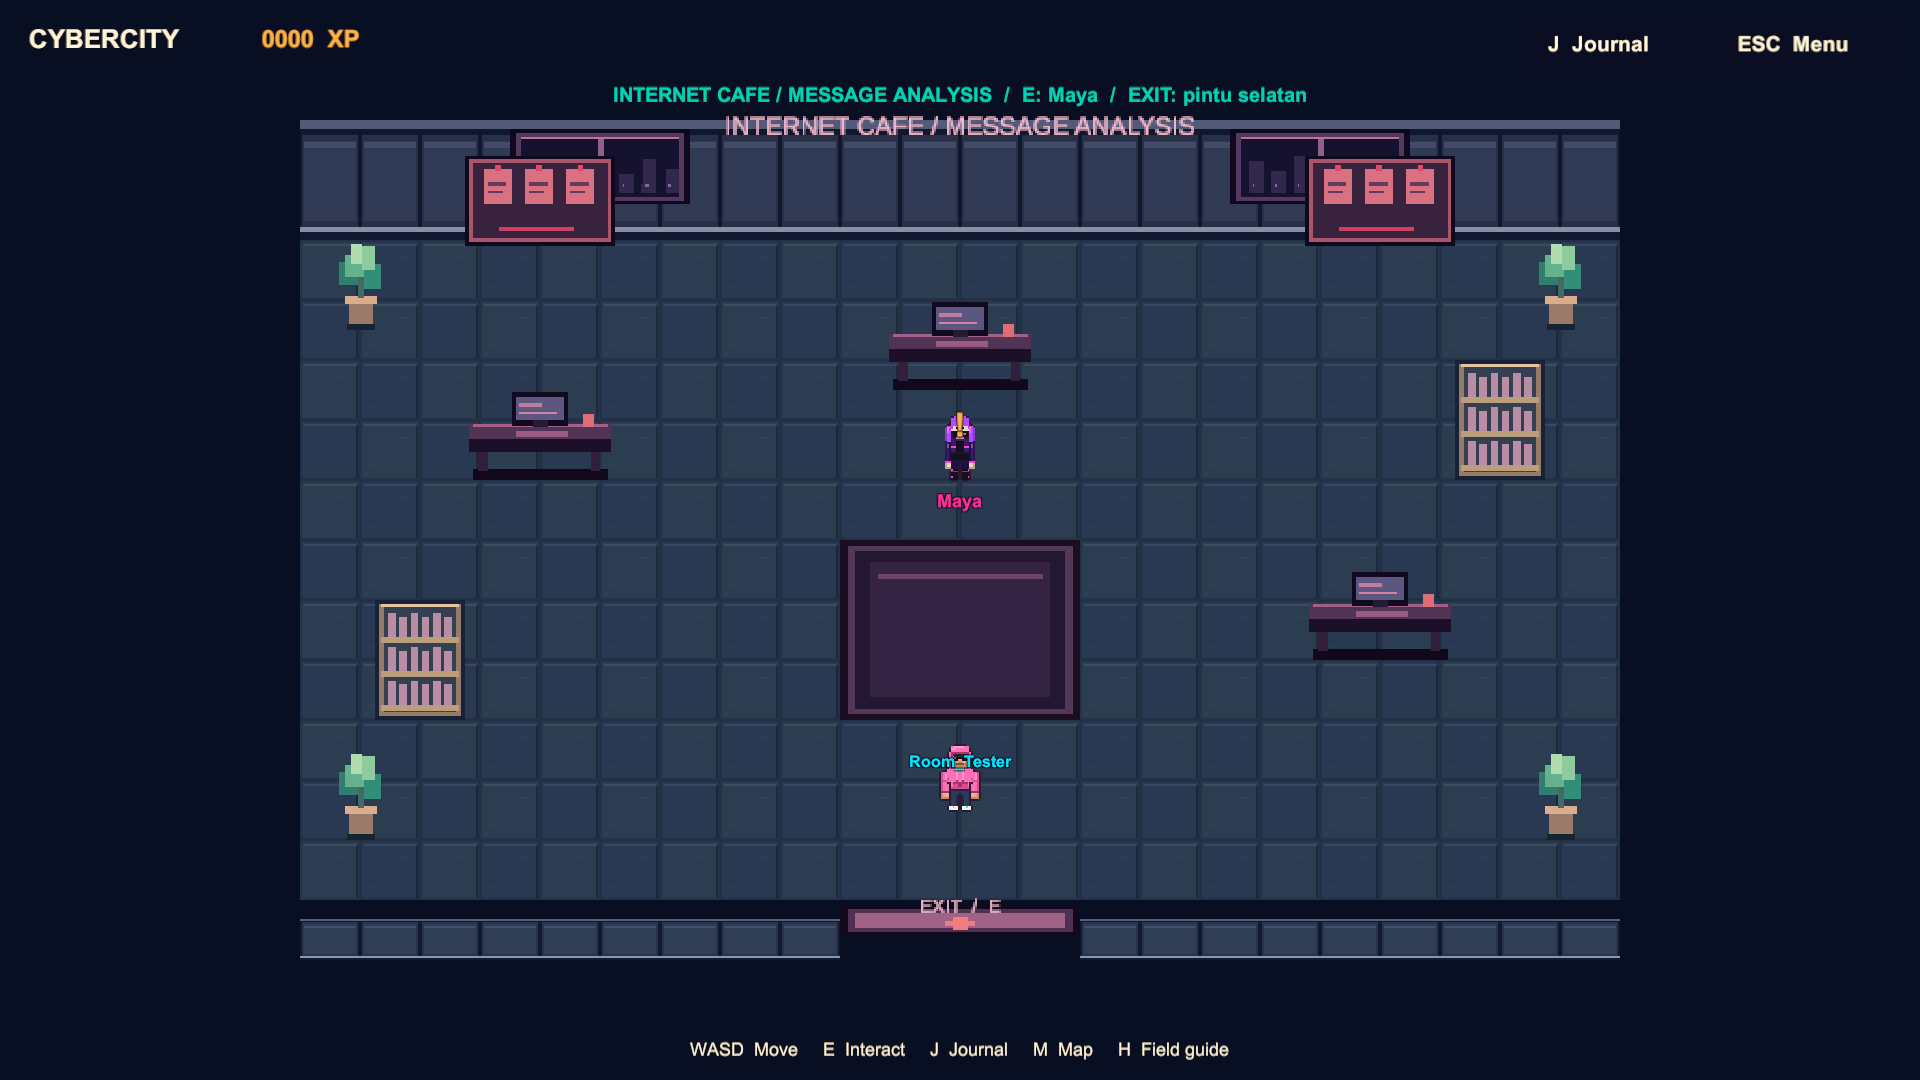 CYBERCITY
0000 XP
J Journal
ESC Menu
INTERNET CAFE / MESSAGE ANALYSIS / E: Maya / EXIT: pintu selatan
INTERNET CAFE / MESSAGE ANALYSIS
Maya
Room Tester
EXIT / E
WASD Move E Interact J Journal M Map H Field guide